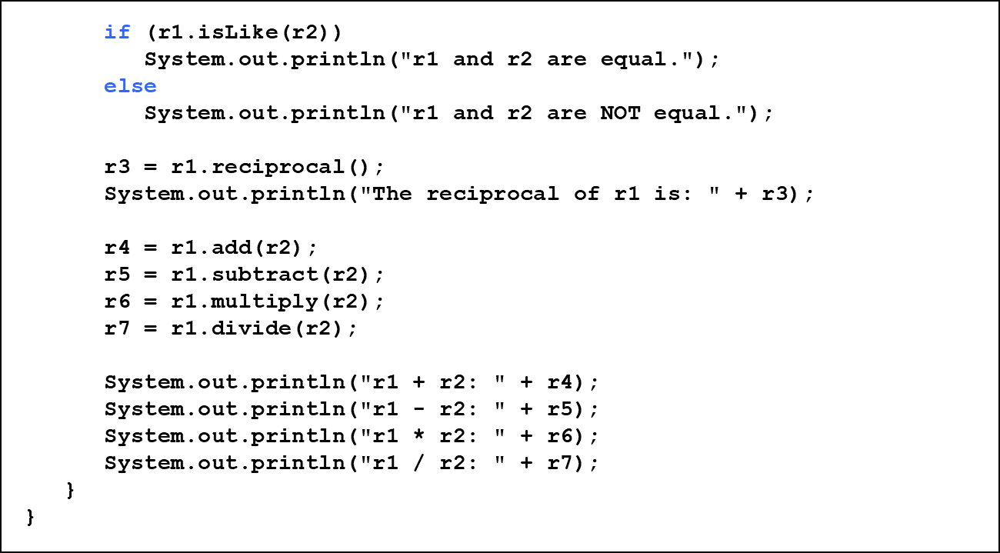 if (r1.isLike(r2))
System.out.println("r1 and r2 are equal.");
else
System.out.println("r1 and r2 are NOT equal.");
r3 = r1.reciprocal();
System.out.println("The reciprocal of r1 is: " + r3);
r4 = r1.add(r2);
r5 = r1.subtract(r2);
r6 = r1.multiply(r2);
r7 = r1.divide(r2);
System.out.println("r1 + r2: " + r4);
System.out.println("r1 - r2: " + r5);
System.out.println("r1 * r2: " + r6);
System.out.println("r1 / r2: " + r7);
}
}